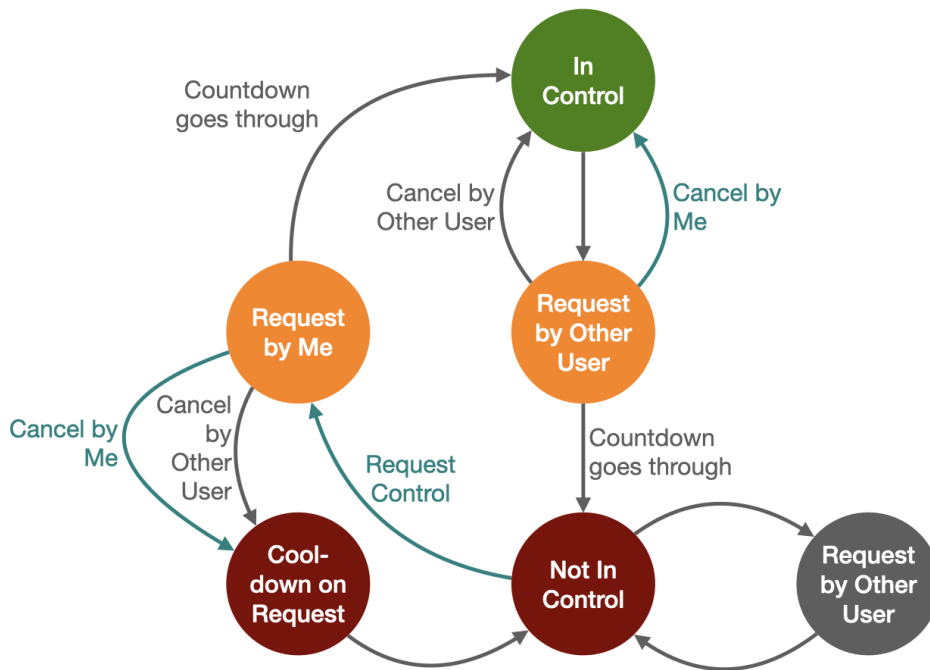 In
Control
Countdown
goes through
Cancel by
Other User
Cancel by
Me
Request
by Me
Request
by Other
User
Cancel by
Me
Cancel
by
Other
User
Request
Control
Countdown
goes through
Cool-
down on
Request
Not In
Control
Request
by Other
User